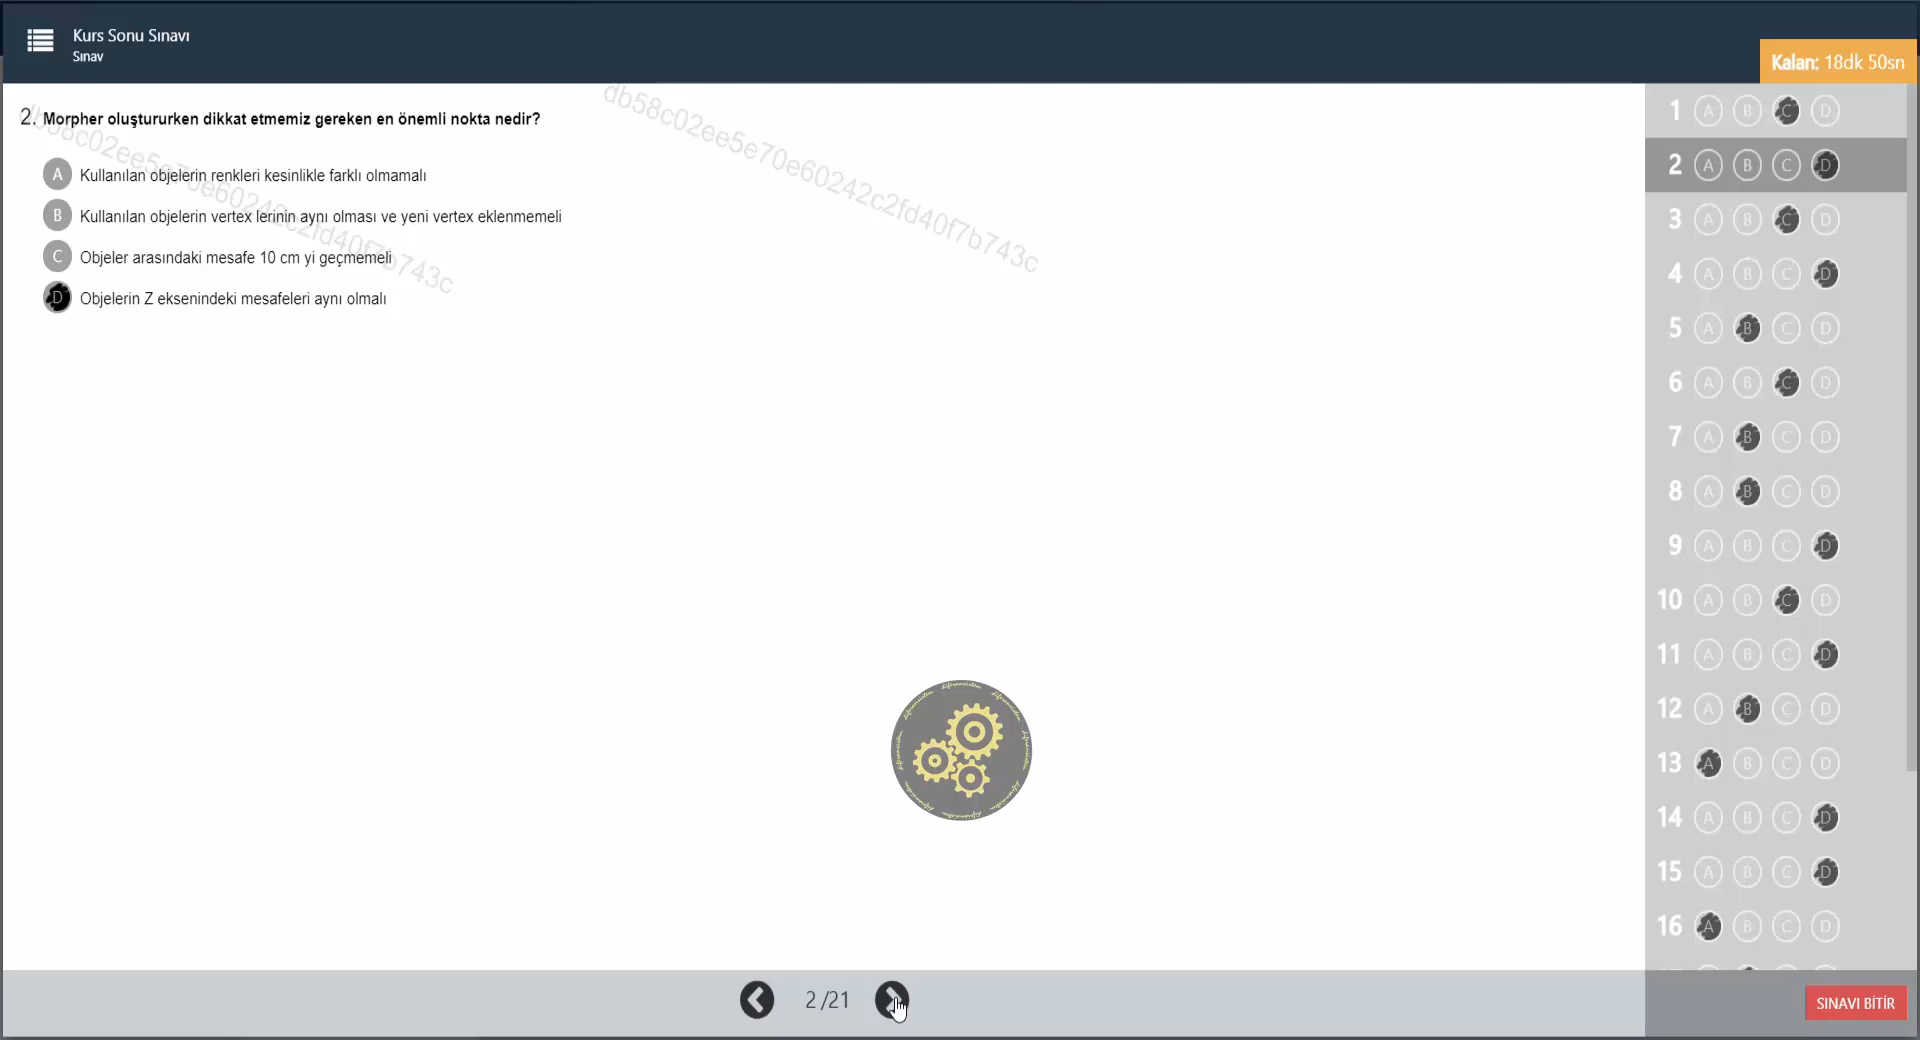 Kurs Sonu Sınavı
Sınav
Kalan: 18dk 50sn
2. Morpher oluştururken dikkat etmemiz gereken en önemli nokta nedir?
A Kullanılan objelerin renkleri kesinlikle farklı olmamalı
B Kullanılan objelerin vertex lerinin aynı olması ve yeni vertex eklenmemeli
C Objeler arasındaki mesafe 10 cm yi geçmemeli
D Objelerin Z eksenindeki mesafeleri aynı olmalı
db58c02ee5e70e60242c2fd40f7b743c
db58c02ee5e70e60242c2fd40f7b743c
1 A B C D
2 A B C D
3 A B C D
4 A B C D
5 A B C D
6 A B C D
7 A B C D
8 A B C D
9 A B C D
10 A B C D
11 A B C D
12 A B C D
13 A B C D
14 A B C D
15 A B C D
16 A B C D
2 /21
SINAVI BİTİR